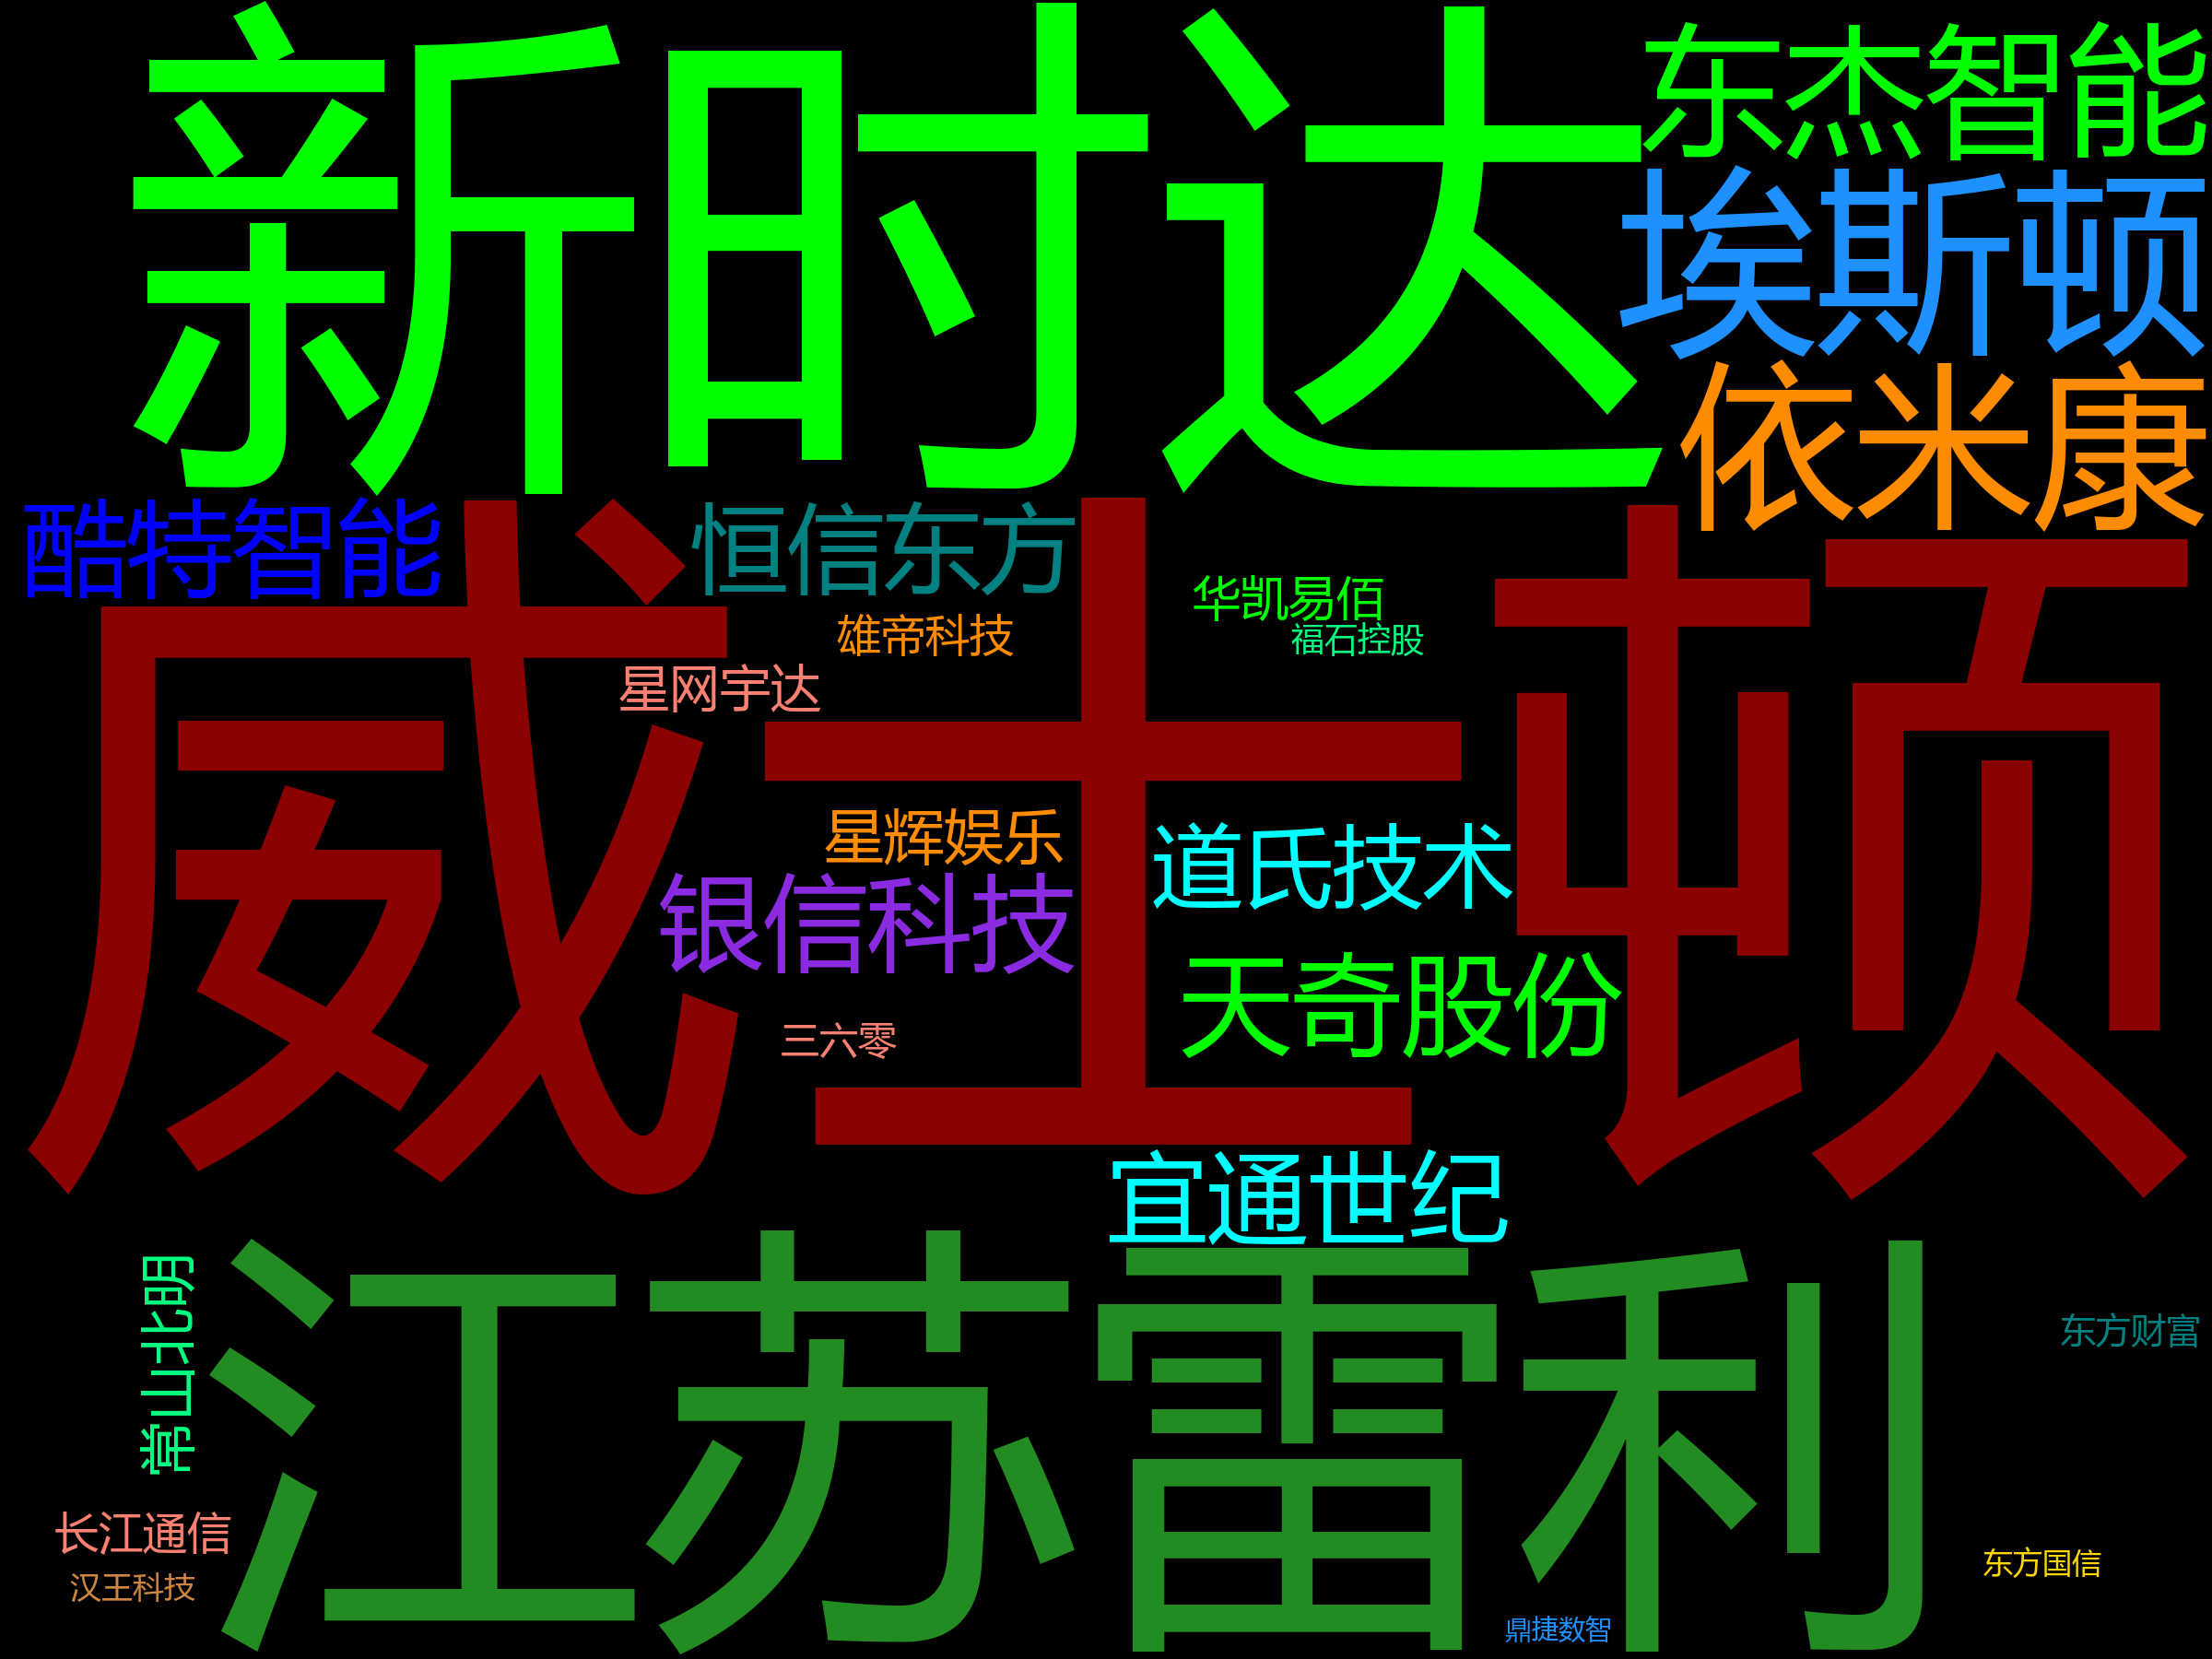 新时达
东杰智能
埃斯顿
依米康
酷特智能
恒信东方
华凯易佰
雄帝科技
福石控股
星网宇达
威士顿
星辉娱乐
道氏技术
银信科技
天奇股份
三六零
宜通世纪
江苏雷利
常山北明
东方财富
长江通信
东方国信
汉王科技
鼎捷数智